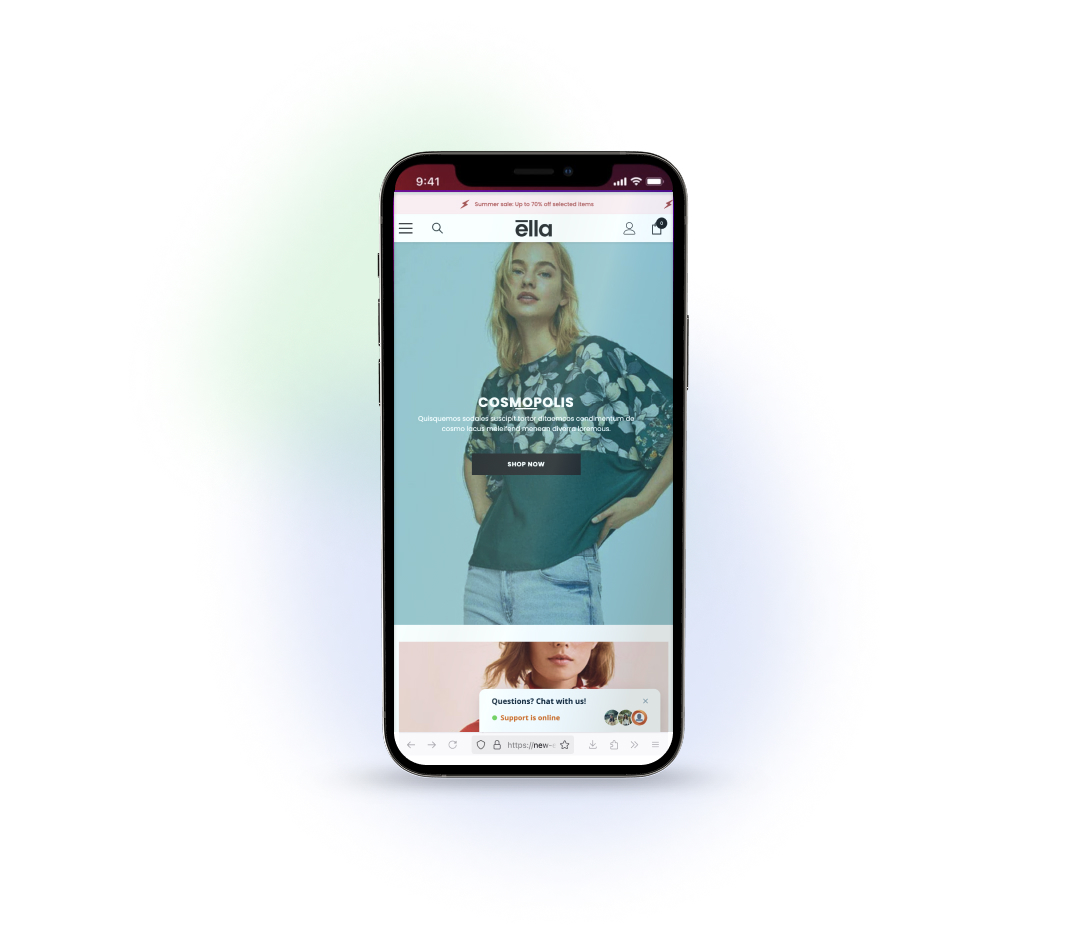 9:41
Summer sale: Up to 70% off selected items
ella
0
COSMOPOLIS
Quisquemos sodales suscipit tortor ditaemcos condimentum de
cosmo lacus meleifend menean diverra loremous.
SHOP NOW
Questions? Chat with us!
Support is online
https://new-